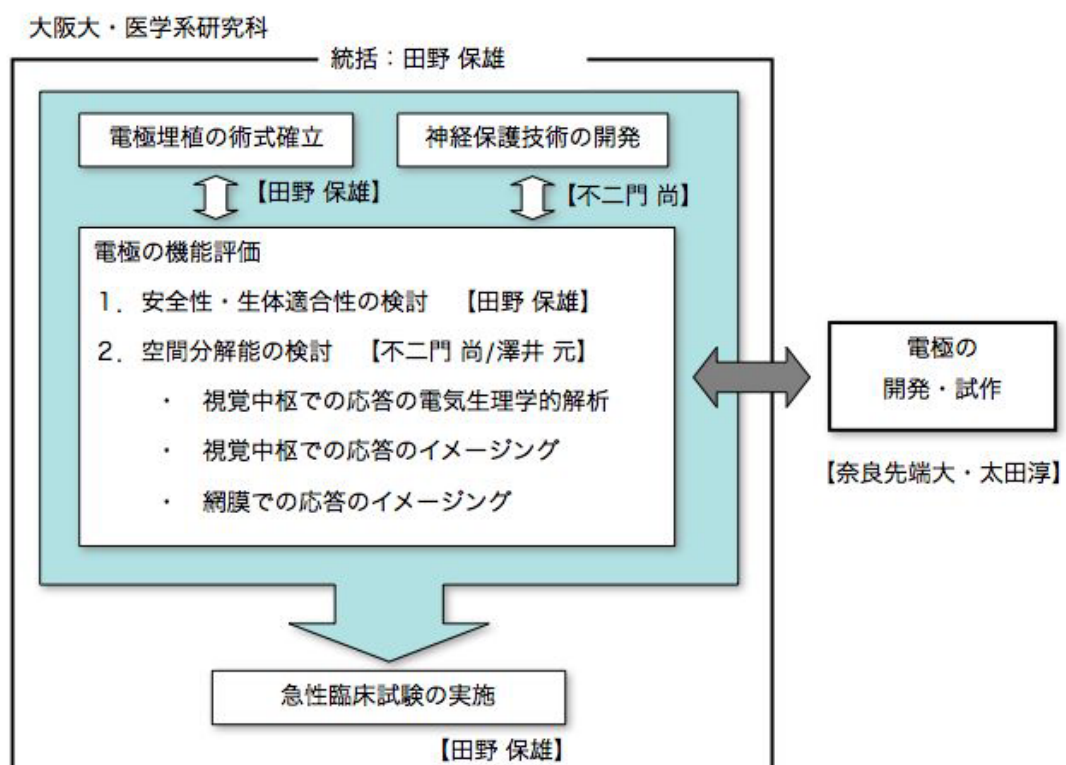 大阪大・医学系研究科
統括：田野 保雄
電極埋植の術式確立
神経保護技術の開発
【田野 保雄】
【不二門 尚】
電極の機能評価
１．安全性・生体適合性の検討　【田野 保雄】
２．空間分解能の検討　【不二門 尚/澤井 元】
・　視覚中枢での応答の電気生理学的解析
・　視覚中枢での応答のイメージング
・　網膜での応答のイメージング
電極の
開発・試作
【奈良先端大・太田淳】
急性臨床試験の実施
【田野 保雄】